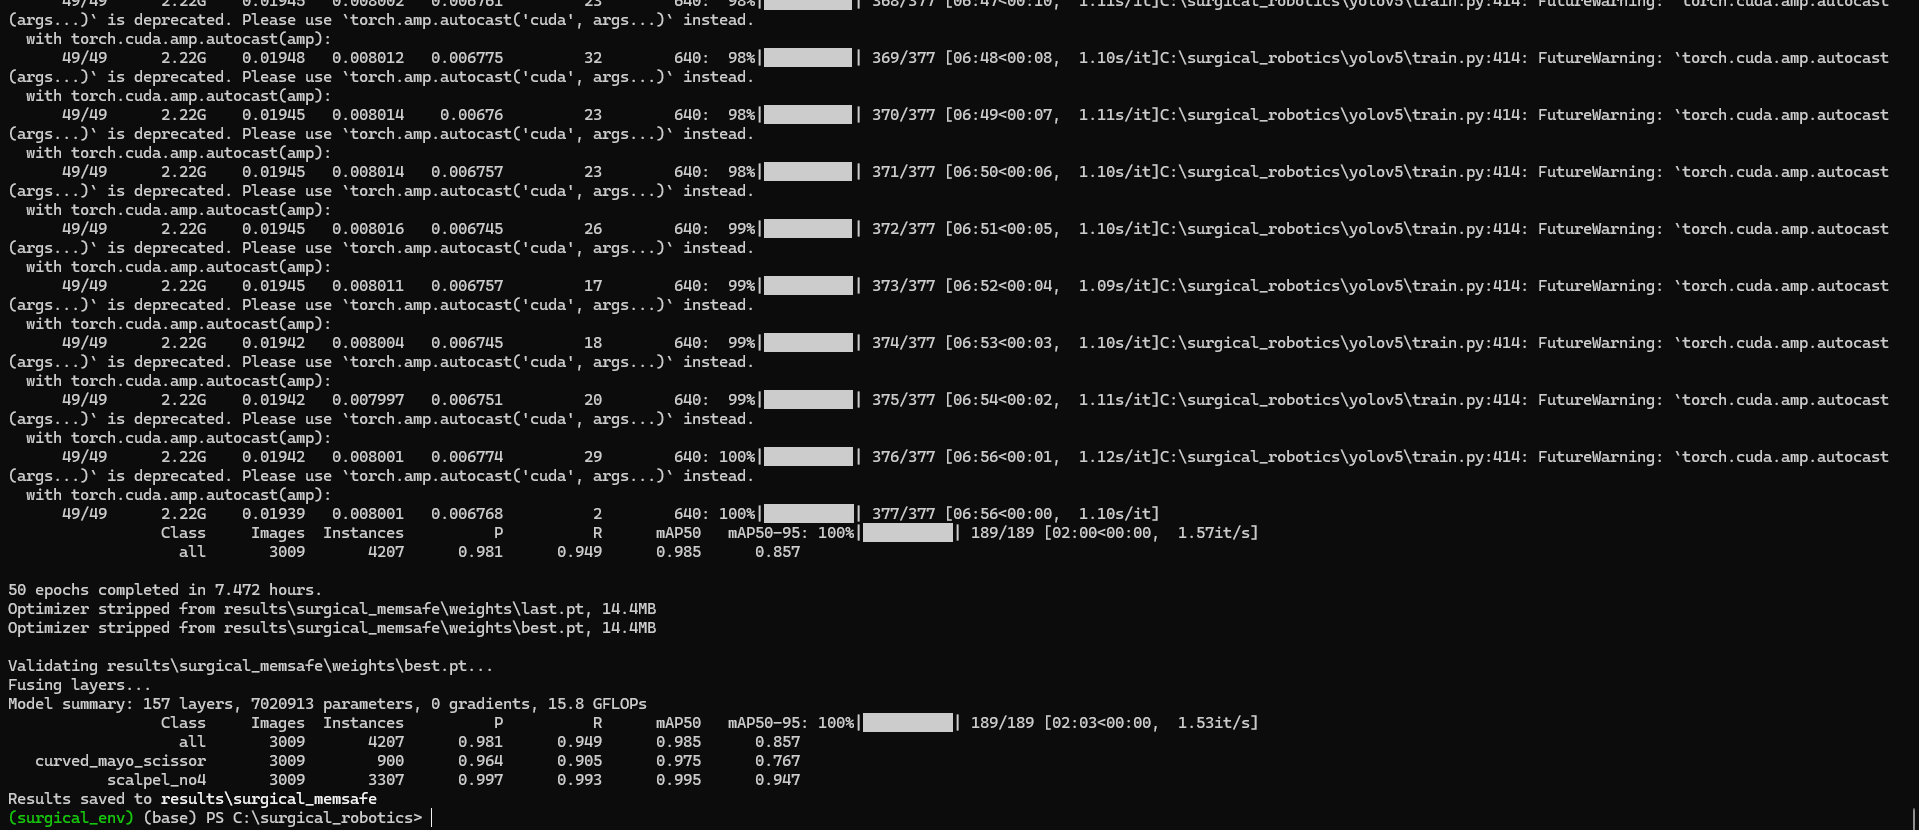 49/49 2.22G 0.01945 0.008002 0.006761 23 640: 98%| | 368/377 [06:47<00:10, 1.11s/it]C:\surgical_robotics\yolov5\train.py:414: FutureWarning: `torch.cuda.amp.autocast
(args...)` is deprecated. Please use `torch.amp.autocast('cuda', args...)` instead.
with torch.cuda.amp.autocast(amp):
49/49 2.22G 0.01948 0.008012 0.006775 32 640: 98%| | 369/377 [06:48<00:08, 1.10s/it]C:\surgical_robotics\yolov5\train.py:414: FutureWarning: `torch.cuda.amp.autocast
(args...)` is deprecated. Please use `torch.amp.autocast('cuda', args...)` instead.
with torch.cuda.amp.autocast(amp):
49/49 2.22G 0.01945 0.008014 0.00676 23 640: 98%| | 370/377 [06:49<00:07, 1.11s/it]C:\surgical_robotics\yolov5\train.py:414: FutureWarning: `torch.cuda.amp.autocast
(args...)` is deprecated. Please use `torch.amp.autocast('cuda', args...)` instead.
with torch.cuda.amp.autocast(amp):
49/49 2.22G 0.01945 0.008014 0.006757 23 640: 98%| | 371/377 [06:50<00:06, 1.10s/it]C:\surgical_robotics\yolov5\train.py:414: FutureWarning: `torch.cuda.amp.autocast
(args...)` is deprecated. Please use `torch.amp.autocast('cuda', args...)` instead.
with torch.cuda.amp.autocast(amp):
49/49 2.22G 0.01945 0.008016 0.006745 26 640: 99%| | 372/377 [06:51<00:05, 1.10s/it]C:\surgical_robotics\yolov5\train.py:414: FutureWarning: `torch.cuda.amp.autocast
(args...)` is deprecated. Please use `torch.amp.autocast('cuda', args...)` instead.
with torch.cuda.amp.autocast(amp):
49/49 2.22G 0.01945 0.008011 0.006757 17 640: 99%| | 373/377 [06:52<00:04, 1.09s/it]C:\surgical_robotics\yolov5\train.py:414: FutureWarning: `torch.cuda.amp.autocast
(args...)` is deprecated. Please use `torch.amp.autocast('cuda', args...)` instead.
with torch.cuda.amp.autocast(amp):
49/49 2.22G 0.01942 0.008004 0.006745 18 640: 99%| | 374/377 [06:53<00:03, 1.10s/it]C:\surgical_robotics\yolov5\train.py:414: FutureWarning: `torch.cuda.amp.autocast
(args...)` is deprecated. Please use `torch.amp.autocast('cuda', args...)` instead.
with torch.cuda.amp.autocast(amp):
49/49 2.22G 0.01942 0.007997 0.006751 20 640: 99%| | 375/377 [06:54<00:02, 1.11s/it]C:\surgical_robotics\yolov5\train.py:414: FutureWarning: `torch.cuda.amp.autocast
(args...)` is deprecated. Please use `torch.amp.autocast('cuda', args...)` instead.
with torch.cuda.amp.autocast(amp):
49/49 2.22G 0.01942 0.008001 0.006774 29 640: 100%| | 376/377 [06:56<00:01, 1.12s/it]C:\surgical_robotics\yolov5\train.py:414: FutureWarning: `torch.cuda.amp.autocast
(args...)` is deprecated. Please use `torch.amp.autocast('cuda', args...)` instead.
with torch.cuda.amp.autocast(amp):
49/49 2.22G 0.01939 0.008001 0.006768 2 640: 100%| | 377/377 [06:56<00:00, 1.10s/it]
Class Images Instances P R mAP50 mAP50-95: 100%| | 189/189 [02:00<00:00, 1.57it/s]
all 3009 4207 0.981 0.949 0.985 0.857
50 epochs completed in 7.472 hours.
Optimizer stripped from results\surgical_memsafe\weights\last.pt, 14.4MB
Optimizer stripped from results\surgical_memsafe\weights\best.pt, 14.4MB
Validating results\surgical_memsafe\weights\best.pt...
Fusing layers...
Model summary: 157 layers, 7020913 parameters, 0 gradients, 15.8 GFLOPs
Class Images Instances P R mAP50 mAP50-95: 100%| | 189/189 [02:03<00:00, 1.53it/s]
all 3009 4207 0.981 0.949 0.985 0.857
curved_mayo_scissor 3009 900 0.964 0.905 0.975 0.767
scalpel_no4 3009 3307 0.997 0.993 0.995 0.947
Results saved to results\surgical_memsafe
(surgical_env) (base) PS C:\surgical_robotics>